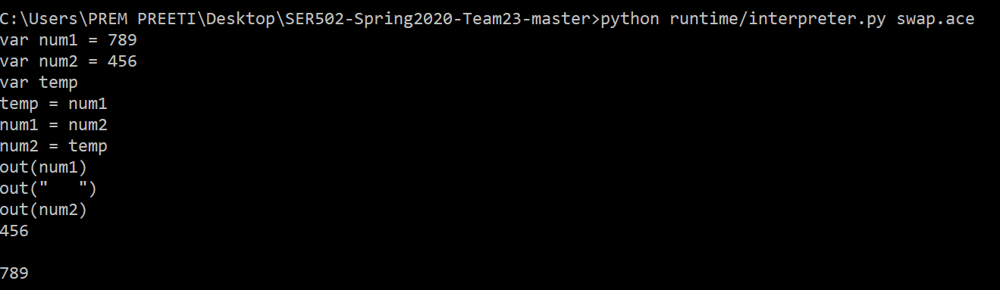 C:\Users\PREM PREETI\Desktop\SER502-Spring2020-Team23-master>python runtime/interpreter.py swap.ace
var num1 = 789
var num2 = 456
var temp
temp = num1
num1 = num2
num2 = temp
out(num1)
out("   ")
out(num2)
456
789